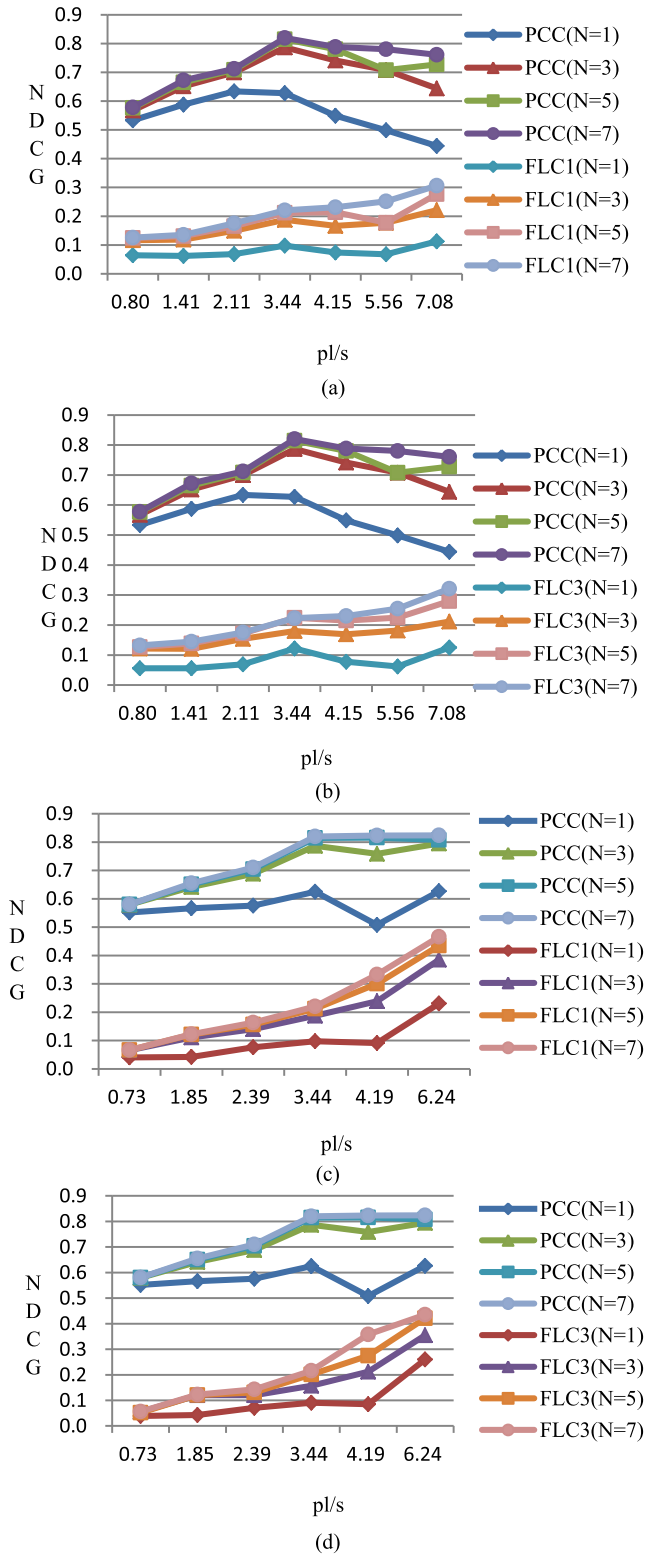 0.9
0.8
0.7
0.6
0.5
0.4
0.3
0.2
0.1
0.0
N
D
C
G
0.80 1.41 2.11 3.44 4.15 5.56 7.08
pl/s
PCC(N=1)
PCC(N=3)
PCC(N=5)
PCC(N=7)
FLC1(N=1)
FLC1(N=3)
FLC1(N=5)
FLC1(N=7)
(a)
0.9
0.8
0.7
0.6
0.5
0.4
0.3
0.2
0.1
0.0
N
D
C
G
0.80 1.41 2.11 3.44 4.15 5.56 7.08
pl/s
PCC(N=1)
PCC(N=3)
PCC(N=5)
PCC(N=7)
FLC3(N=1)
FLC3(N=3)
FLC3(N=5)
FLC3(N=7)
(b)
0.9
0.8
0.7
0.6
0.5
0.4
0.3
0.2
0.1
0.0
N
D
C
G
0.73 1.85 2.39 3.44 4.19 6.24
pl/s
PCC(N=1)
PCC(N=3)
PCC(N=5)
PCC(N=7)
FLC1(N=1)
FLC1(N=3)
FLC1(N=5)
FLC1(N=7)
(c)
0.9
0.8
0.7
0.6
0.5
0.4
0.3
0.2
0.1
0.0
N
D
C
G
0.73 1.85 2.39 3.44 4.19 6.24
pl/s
PCC(N=1)
PCC(N=3)
PCC(N=5)
PCC(N=7)
FLC3(N=1)
FLC3(N=3)
FLC3(N=5)
FLC3(N=7)
(d)